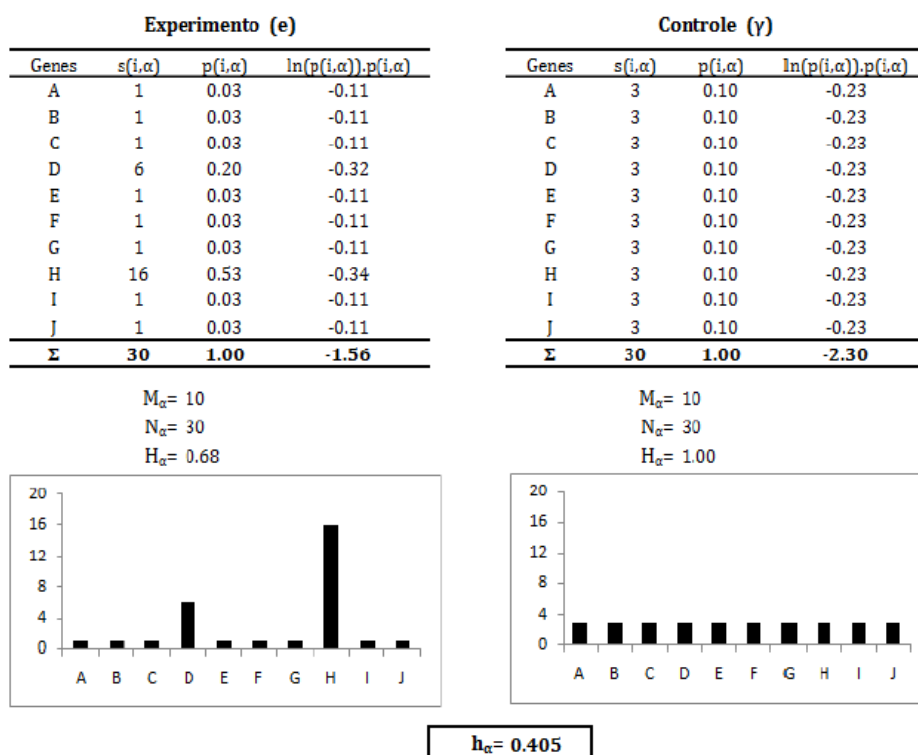 Experimento (e)
Genes s(i,α) p(i,α) ln(p(i,α)).p(i,α)
A 1 0.03 -0.11
B 1 0.03 -0.11
C 1 0.03 -0.11
D 6 0.20 -0.32
E 1 0.03 -0.11
F 1 0.03 -0.11
G 1 0.03 -0.11
H 16 0.53 -0.34
I 1 0.03 -0.11
J 1 0.03 -0.11
Σ 30 1.00 -1.56
Mα= 10
Nα= 30
Hα= 0.68
20
16
12
8
4
0
A B C D E F G H I J
Controle (γ)
Genes s(i,α) p(i,α) ln(p(i,α)).p(i,α)
A 3 0.10 -0.23
B 3 0.10 -0.23
C 3 0.10 -0.23
D 3 0.10 -0.23
E 3 0.10 -0.23
F 3 0.10 -0.23
G 3 0.10 -0.23
H 3 0.10 -0.23
I 3 0.10 -0.23
J 3 0.10 -0.23
Σ 30 1.00 -2.30
Mα= 10
Nα= 30
Hα= 1.00
20
16
12
8
4
0
A B C D E F G H I J
hα= 0.405